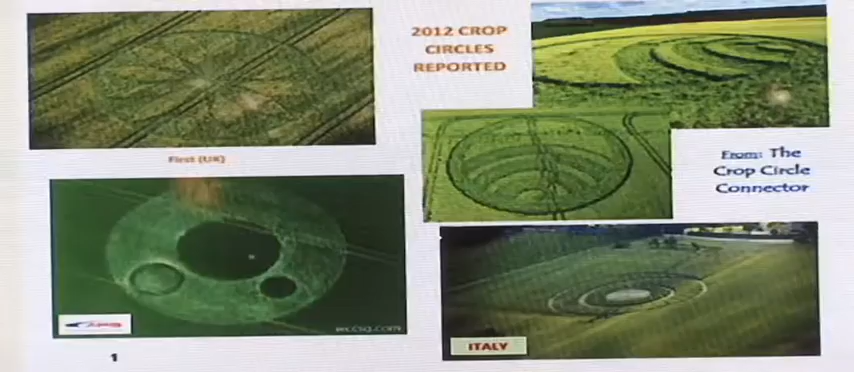 2012 CROP
CIRCLES
REPORTED
First (UK)
From: The
Crop Circle
Connector
ITALY
1